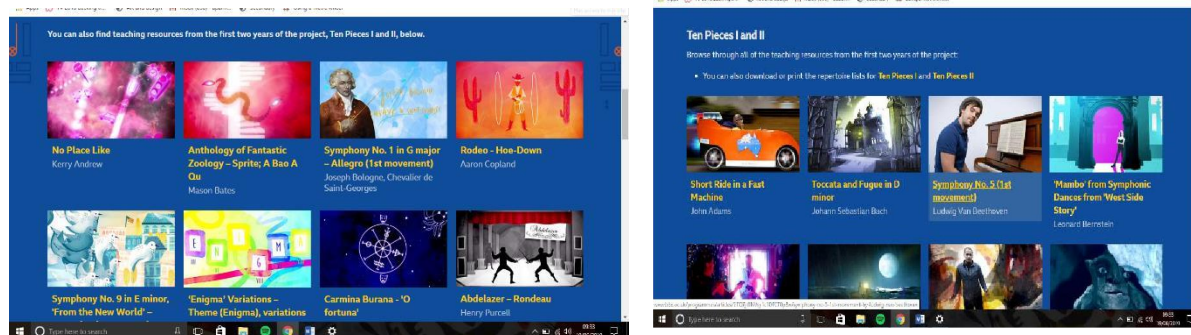 You can also find teaching resources from the first two years of the project, Ten Pieces I and II, below.
No Place Like
Kerry Andrew
Anthology of Fantastic
Zoology – Sprite; A Bao A
Qu
Mason Bates
Symphony No. 1 in G major
– Allegro (1st movement)
Joseph Bologne, Chevalier de
Saint-Georges
Rodeo - Hoe-Down
Aaron Copland
Symphony No. 9 in E minor,
'From the New World' –
'Enigma' Variations –
Theme (Enigma), variations
Carmina Burana - 'O
fortuna'
Abdelazer – Rondeau
Henry Purcell
Type here to search
09:33
Ten Pieces I and II
Browse through all of the teaching resources from the first two years of the project:
• You can also download or print the repertoire lists for Ten Pieces I and Ten Pieces II
Short Ride in a Fast
Machine
John Adams
Toccata and Fugue in D
minor
Johann Sebastian Bach
Symphony No. 5 (1st
movement)
Ludwig Van Beethoven
'Mambo' from Symphonic
Dances from 'West Side
Story'
Leonard Bernstein
Type here to search